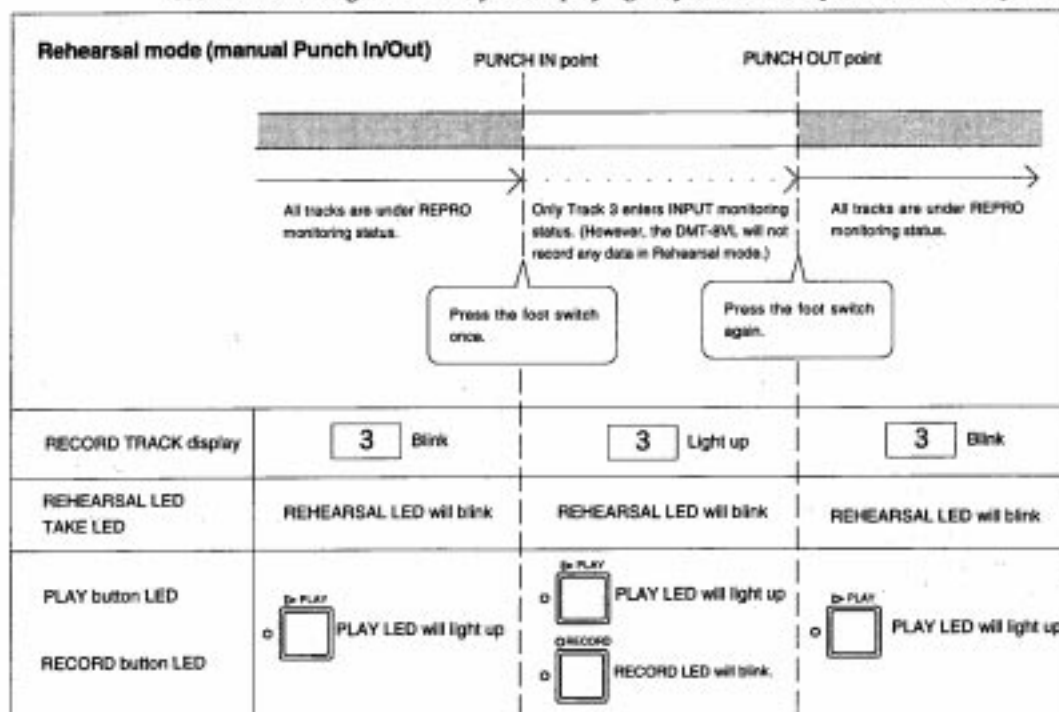 Rehearsal mode (manual Punch In/Out)
PUNCH IN point
PUNCH OUT point
All tracks are under REPRO
monitoring status.
Only Track 3 enters INPUT monitoring
status. (However, the DMT-8VL will not
record any data in Rehearsal mode.)
All tracks are under REPRO
monitoring status.
Press the foot switch
once.
Press the foot switch
again.
RECORD TRACK display
3 Blink
3 Light up
3 Blink
REHEARSAL LED
TAKE LED
REHEARSAL LED will blink
REHEARSAL LED will blink
REHEARSAL LED will blink
PLAY button LED
RECORD button LED
PLAY
PLAY LED will light up
PLAY
PLAY LED will light up
RECORD
RECORD LED will blink.
PLAY
PLAY LED will light up